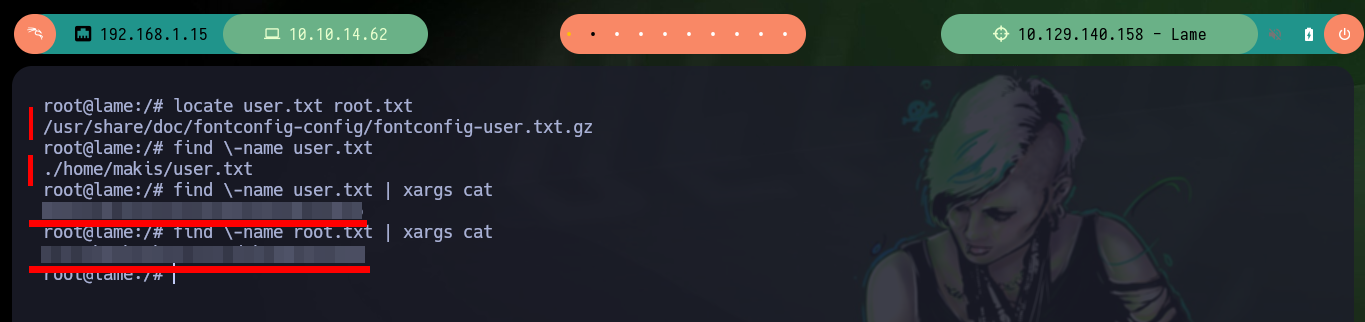 192.168.1.15
10.10.14.62
10.129.140.158 - Lame
root@lame:/# locate user.txt root.txt
/usr/share/doc/fontconfig-config/fontconfig-user.txt.gz
root@lame:/# find \-name user.txt
./home/makis/user.txt
root@lame:/# find \-name user.txt | xargs cat
root@lame:/# find \-name root.txt | xargs cat
root@lame:/#